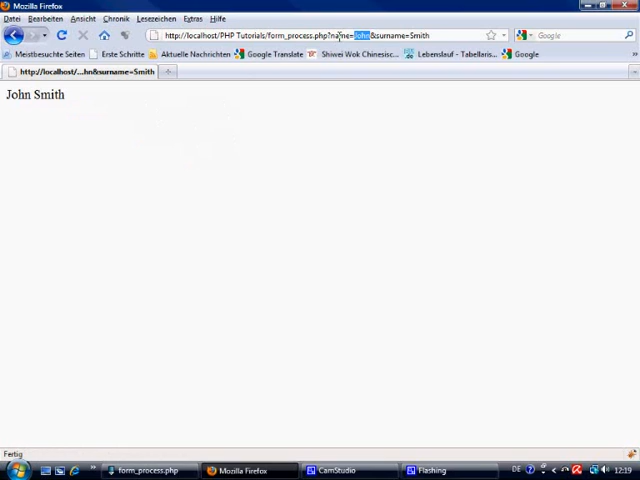 Mozilla Firefox
Datei Bearbeiten Ansicht Chronik Lesezeichen Extras Hilfe
http://localhost/PHP Tutorials/form_process.php?name=John&surname=Smith
Google
Meistbesuchte Seiten Erste Schritte Aktuelle Nachrichten Google Translate Shiwei Wok Chinesisc... Lebenslauf - Tabellaris... Google
http://localhost/...hn&surname=Smith
John Smith
Fertig
form_process.php Mozilla Firefox CamStudio Flashing DE 12:19